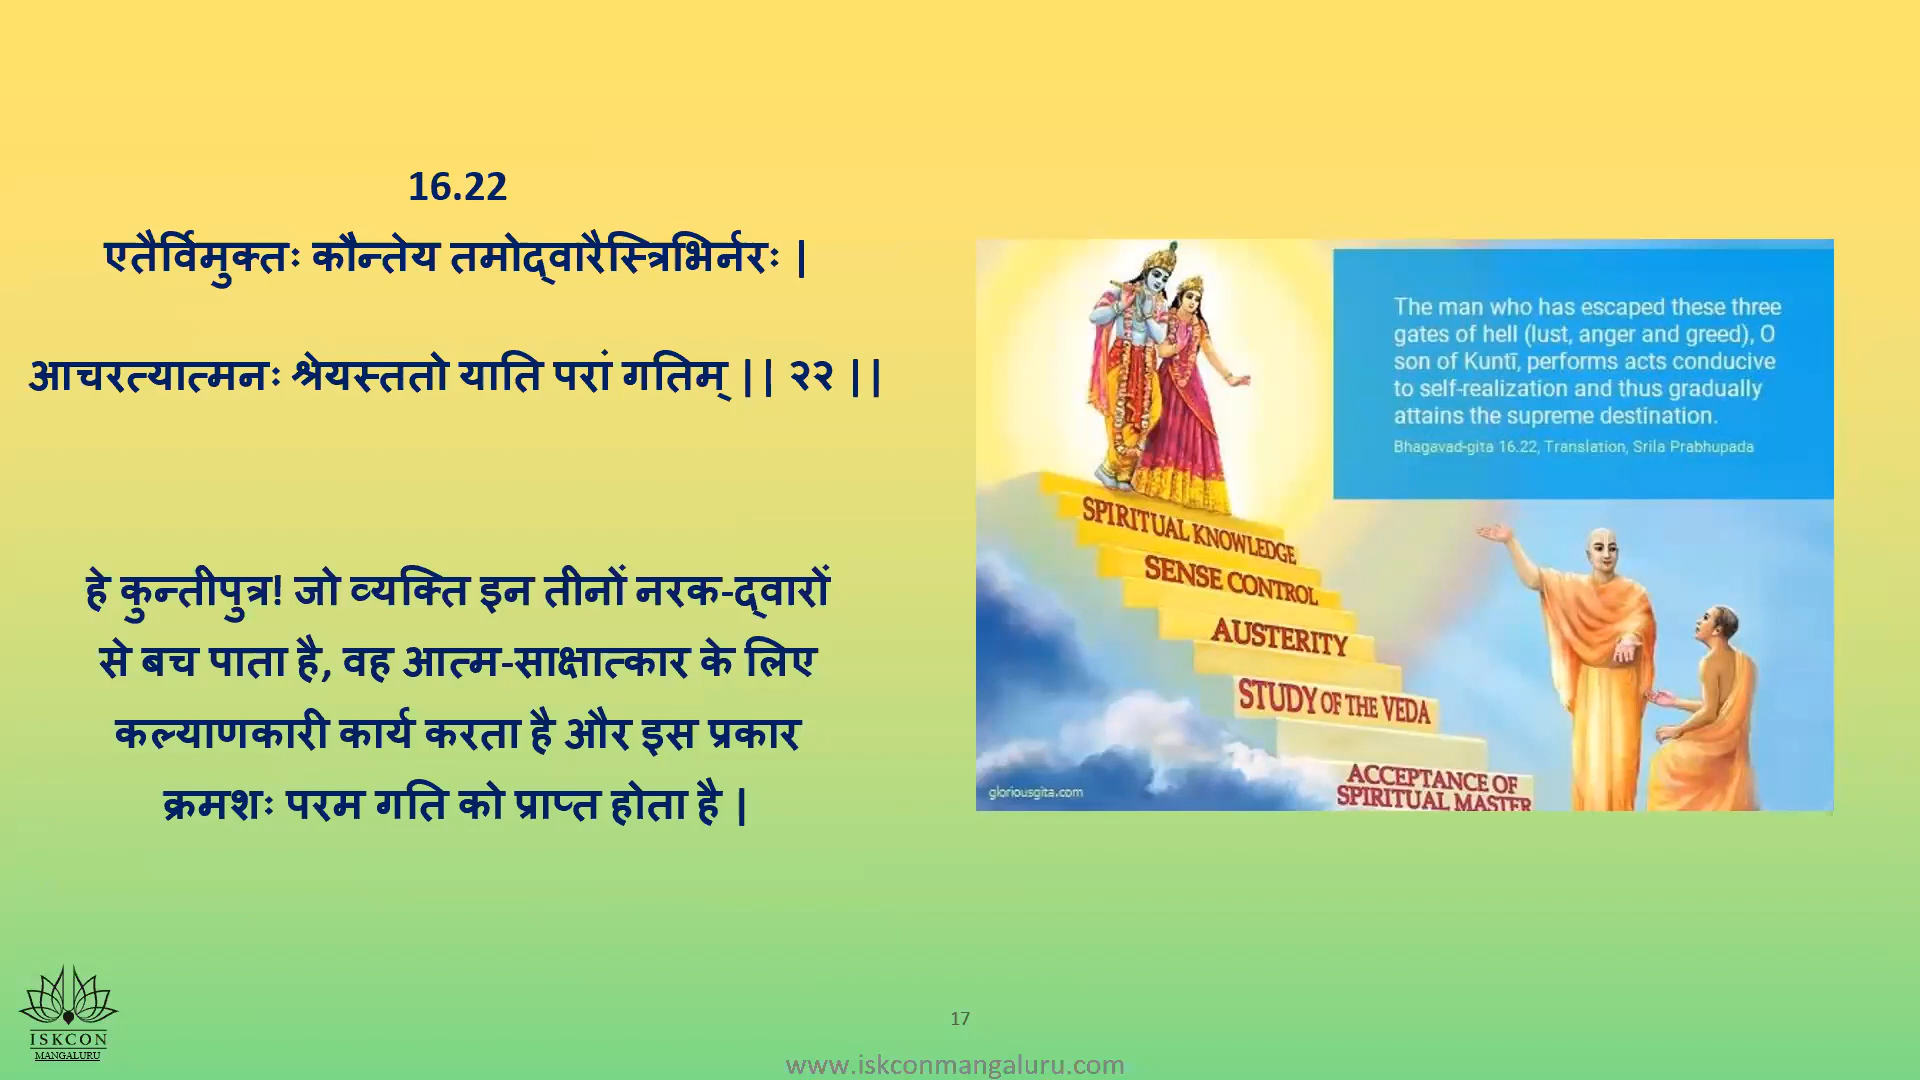 16.22
एतैर्विमुक्तः कौन्तेय तमोद्वारैस्त्रिभिर्नरः |
आचरत्यात्मनः श्रेयस्ततो याति परां गतिम् || २२ ||
हे कुन्तीपुत्र! जो व्यक्ति इन तीनों नरक-द्वारों
से बच पाता है, वह आत्म-साक्षात्कार के लिए
कल्याणकारी कार्य करता है और इस प्रकार
क्रमशः परम गति को प्राप्त होता है |
The man who has escaped these three
gates of hell (lust, anger and greed), O
son of Kuntī, performs acts conducive
to self-realization and thus gradually
attains the supreme destination.
Bhagavad-gita 16.22, Translation, Srila Prabhupada
SPIRITUAL KNOWLEDGE
SENSE CONTROL
AUSTERITY
STUDY OF THE VEDA
ACCEPTANCE OF
SPIRITUAL MASTER
gloriousgita.com
ISKCON
MANGALURU
17
www.iskconmangaluru.com